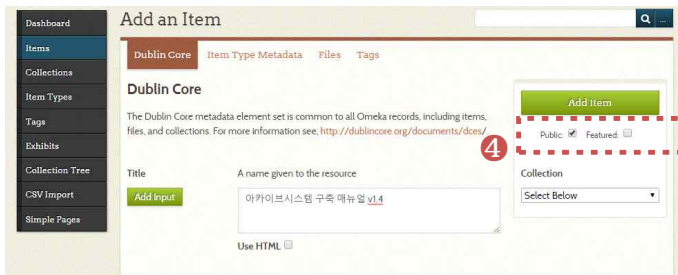 Dashboard
Items
Collections
Item Types
Tags
Exhibits
Collection Tree
CSV Import
Simple Pages
Add an Item
...
Dublin Core Item Type Metadata Files Tags
Dublin Core
The Dublin Core metadata element set is common to all Omeka records, including items,
files, and collections. For more information see, http://dublincore.org/documents/dces/.
Title
A name given to the resource
Add Input
아카이브시스템 구축 매뉴얼 v1.4
Use HTML
Add Item
4
Public: Featured:
Collection
Select Below